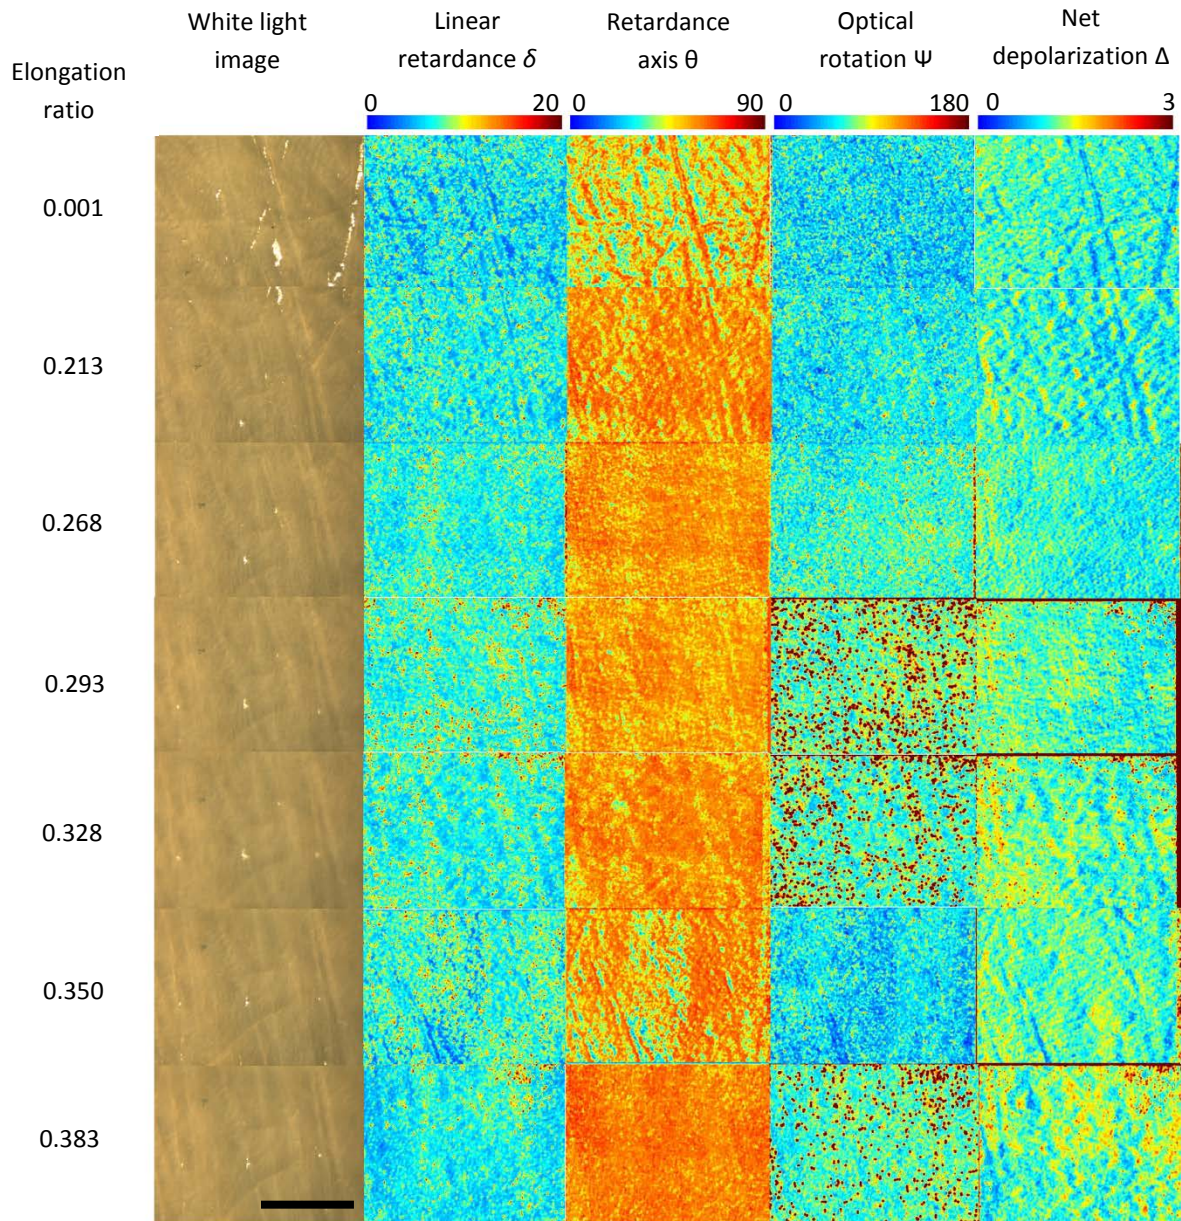 White light
image
Linear
retardance δ
Retardance
axis θ
Optical
rotation Ψ
Net
depolarization Δ
Elongation
ratio
0 20
0 90
0 180
0 3
0.001
0.213
0.268
0.293
0.328
0.350
0.383